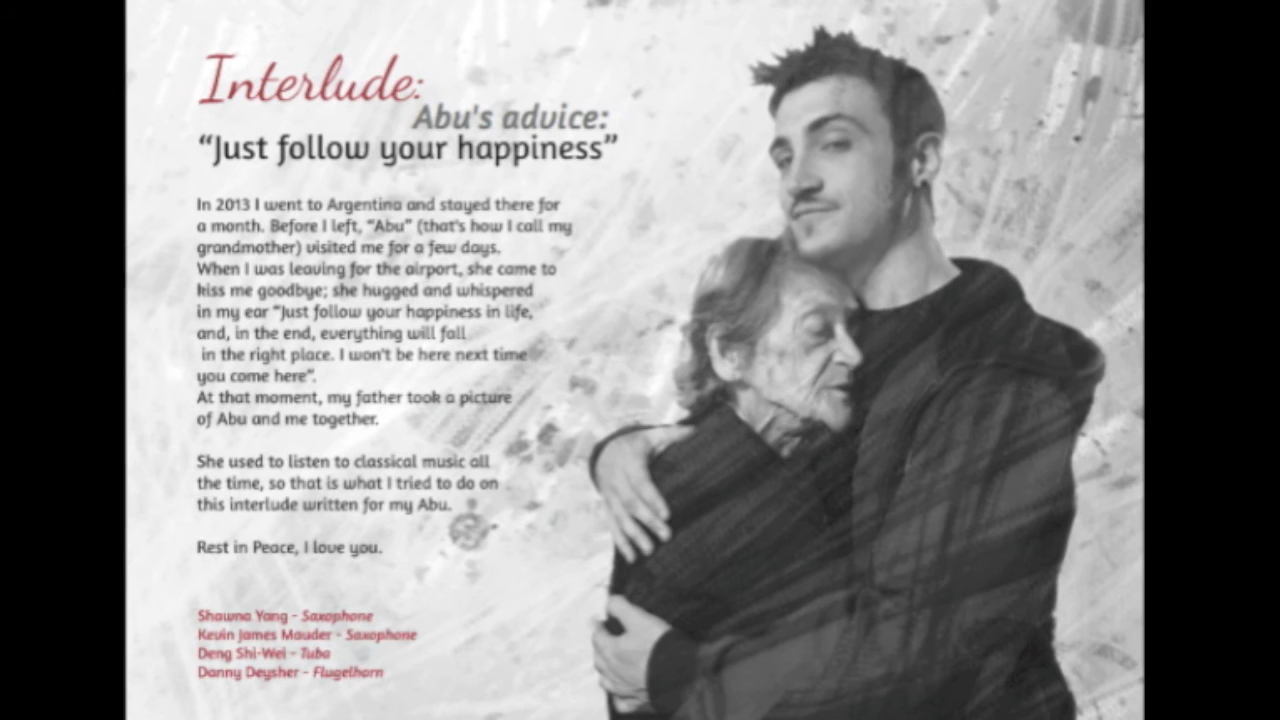 Interlude:
Abu's advice:
“Just follow your happiness”
In 2013 I went to Argentina and stayed there for
a month. Before I left, “Abu” (that's how I call my
grandmother) visited me for a few days.
When I was leaving for the airport, she came to
kiss me goodbye; she hugged and whispered
in my ear “Just follow your happiness in life,
and, in the end, everything will fall
in the right place. I won't be here next time
you come here”.
At that moment, my father took a picture
of Abu and me together.
She used to listen to classical music all
the time, so that is what I tried to do on
this interlude written for my Abu.
Rest in Peace, I love you.
Shawna Yang - Saxophone
Kevin James Mauder - Saxophone
Deng Shi-Wei - Tuba
Danny Deysher - Flugelhorn